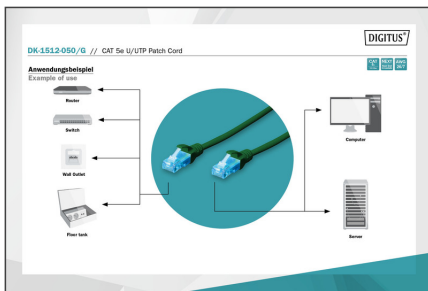 DIGITUS®
DK-1512-050/G // CAT 5e U/UTP Patch Cord
Anwendungsbeispiel
Example of use
Router
Switch
Wall Outlet
Floor tank
Computer
Server